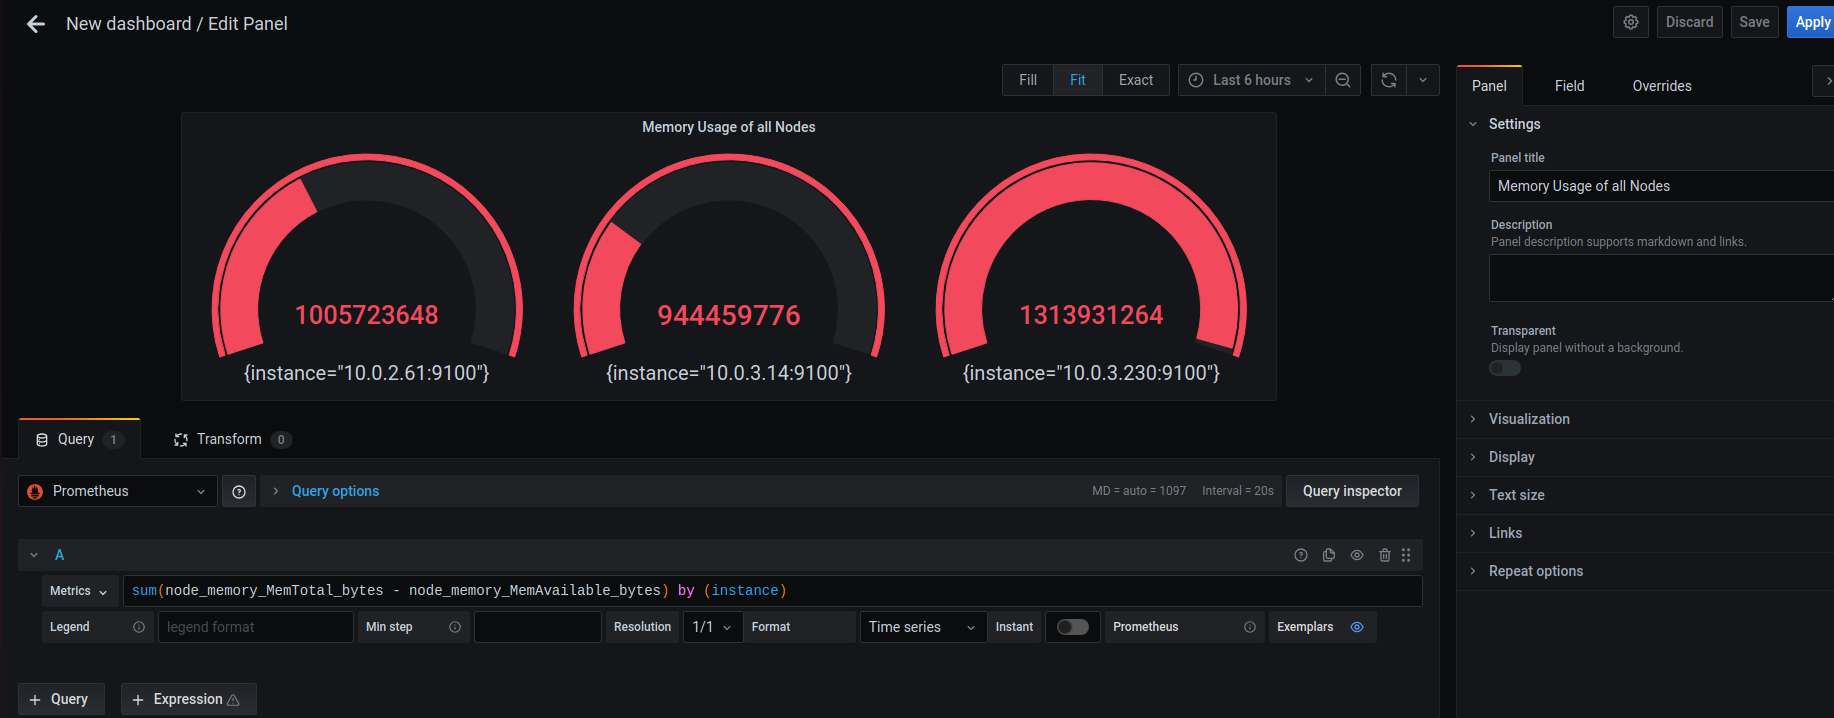 New dashboard / Edit Panel
Discard
Save
Apply
Fill
Fit
Exact
Last 6 hours
Memory Usage of all Nodes
1005723648
{instance="10.0.2.61:9100"}
944459776
{instance="10.0.3.14:9100"}
1313931264
{instance="10.0.3.230:9100"}
Panel
Field
Overrides
Settings
Panel title
Memory Usage of all Nodes
Description
Panel description supports markdown and links.
Transparent
Display panel without a background.
Visualization
Display
Text size
Links
Repeat options
Query 1
Transform 0
Prometheus
Query options
MD = auto = 1097
Interval = 20s
Query inspector
A
Metrics
sum(node_memory_MemTotal_bytes - node_memory_MemAvailable_bytes) by (instance)
Legend
legend format
Min step
Resolution
1/1
Format
Time series
Instant
Prometheus
Exemplars
+ Query
+ Expression